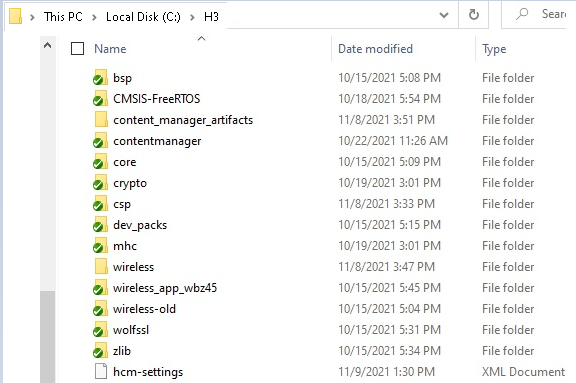 This PC > Local Disk (C:) > H3
Sear
Name Date modified Type
bsp 10/15/2021 5:08 PM File folder
CMSIS-FreeRTOS 10/18/2021 5:54 PM File folder
content_manager_artifacts 11/8/2021 3:51 PM File folder
contentmanager 10/22/2021 11:26 AM File folder
core 10/15/2021 5:09 PM File folder
crypto 10/19/2021 3:01 PM File folder
csp 11/8/2021 3:33 PM File folder
dev_packs 10/15/2021 5:15 PM File folder
mhc 10/19/2021 3:01 PM File folder
wireless 11/8/2021 3:47 PM File folder
wireless_app_wbz45 10/15/2021 5:45 PM File folder
wireless-old 10/15/2021 5:04 PM File folder
wolfssl 10/15/2021 5:31 PM File folder
zlib 10/15/2021 5:34 PM File folder
hcm-settings 11/9/2021 1:30 PM XML Document